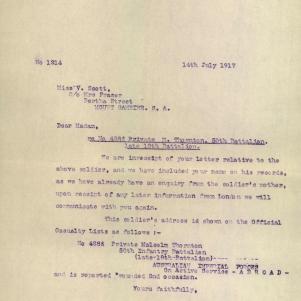 No 1214
14th July 1917
Miss V. Scott,
C/o Mrs Fraser
Bertha Street
MOUNT GAMBIER. S. A.
Dear Madam,
re No 4886 Private M. Thornton. 50th Battalion.
Late 10th Battalion.
We are in receipt of your letter relative to the
above soldier, and we have included your name on his records,
as we have already have an enquiry from the soldier's mother,
upon receipt of any later information from London we will
communicate with you again.
This soldier's address is shown on the Official
Casualty Lists as follows :-
No 4886 Private Malcolm Thornton
50th Infantry Battalion
(late 10th Battalion)
AUSTRALIAN IMPERIAL FORCES
On Active Service - ABROAD -
and is reported wounded 2nd occasion.
Yours faithfully,